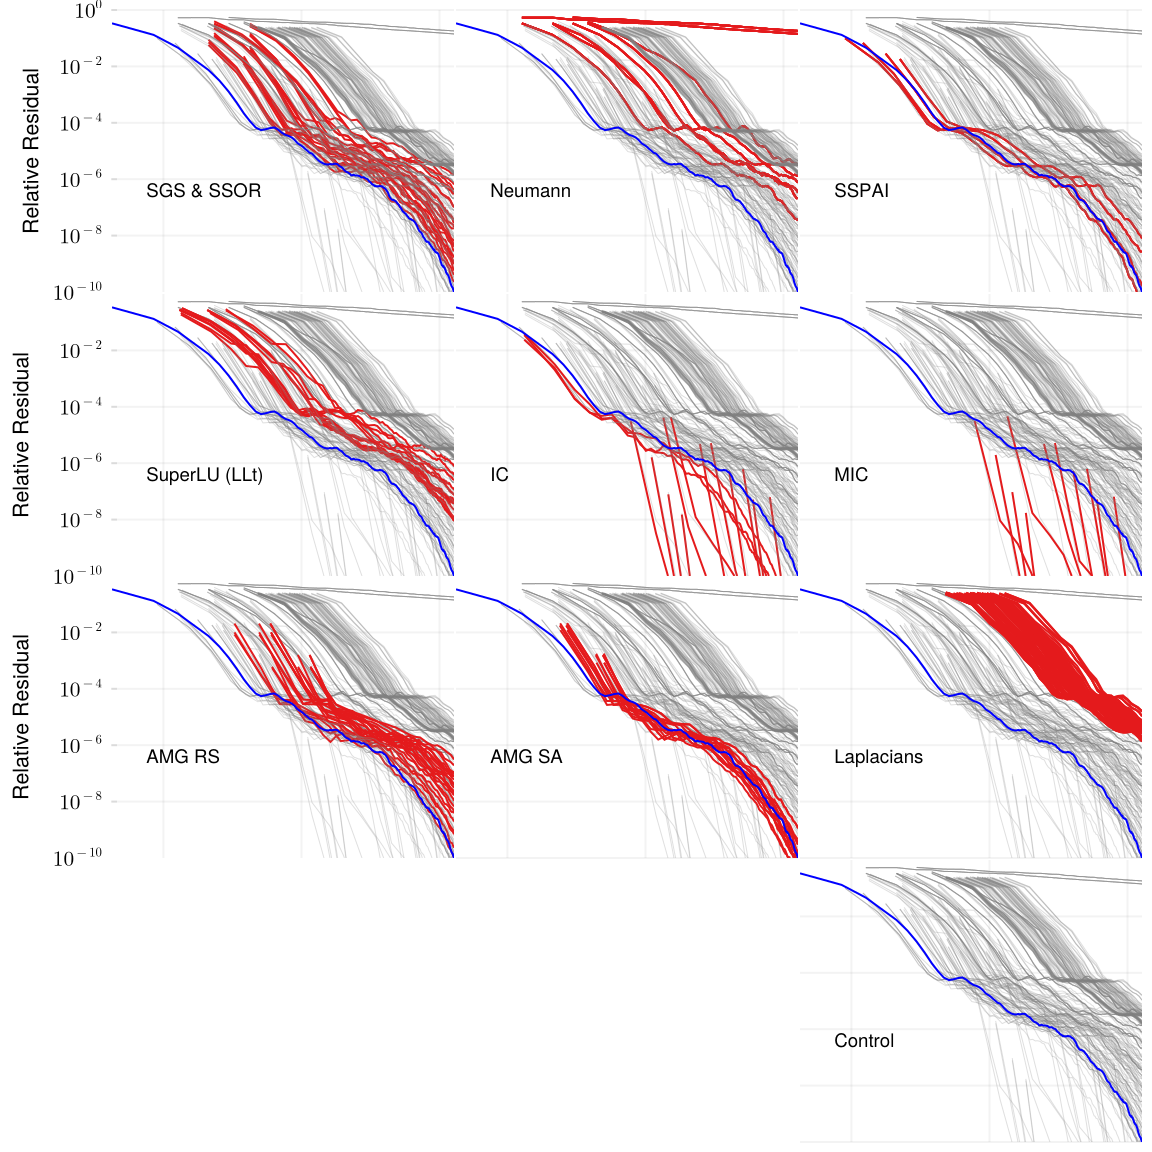 10^0
10^−2
10^−4
10^−6
10^−8
10^−10
Relative Residual
SGS & SSOR
Neumann
SSPAI
10^−2
10^−4
10^−6
10^−8
10^−10
Relative Residual
SuperLU (LLt)
IC
MIC
10^−2
10^−4
10^−6
10^−8
10^−10
Relative Residual
AMG RS
AMG SA
Laplacians
Control